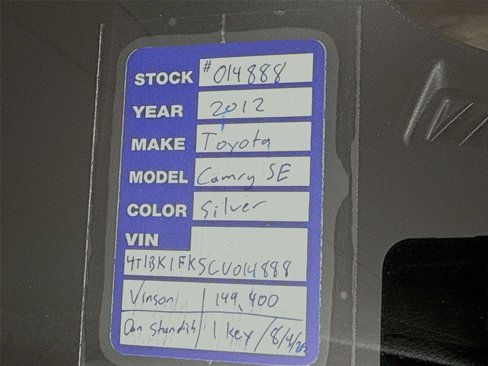 STOCK #014888
YEAR 2012
MAKE Toyota
MODEL Camry SE
COLOR Silver
VIN
4T1BK1FK5CU014888
Vinson 149,400
Dan Standish 1 Key / 8/4/25